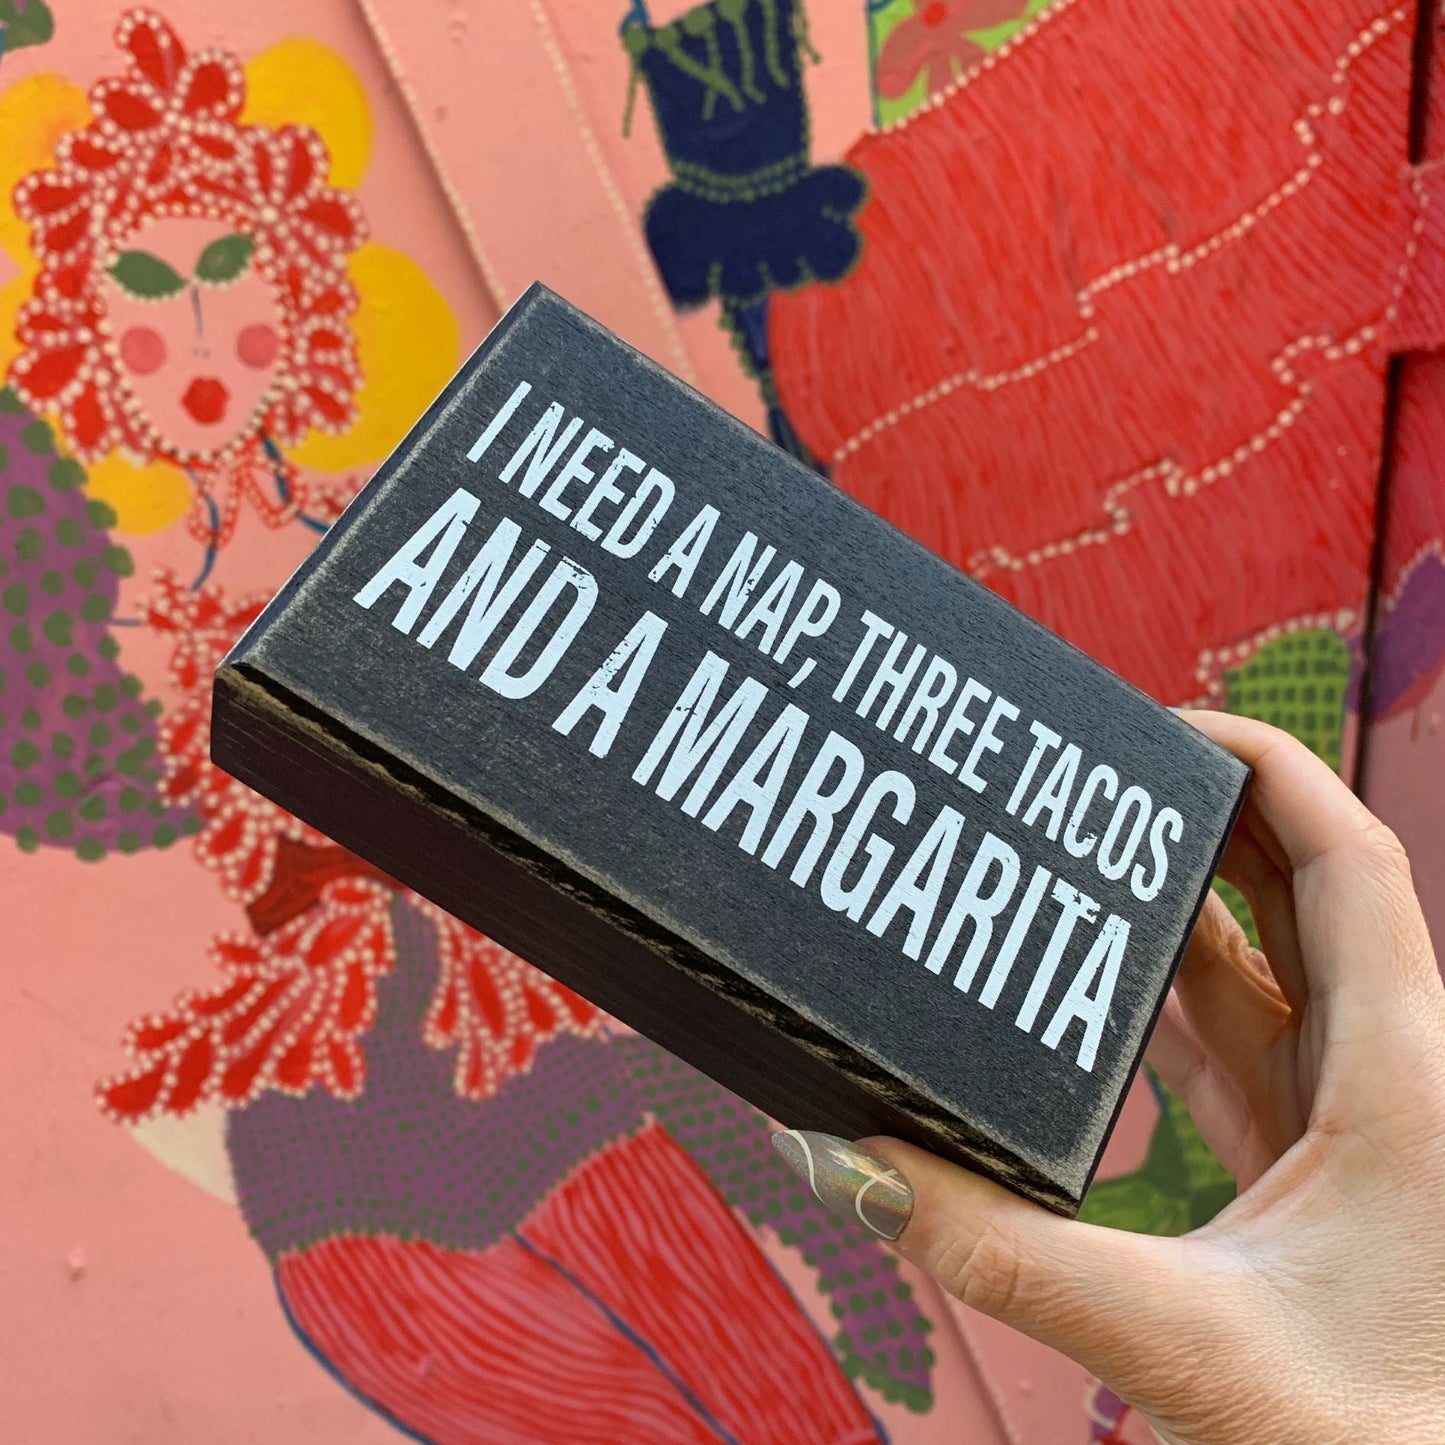 I NEED A NAP, THREE TACOS
AND A MARGARITA